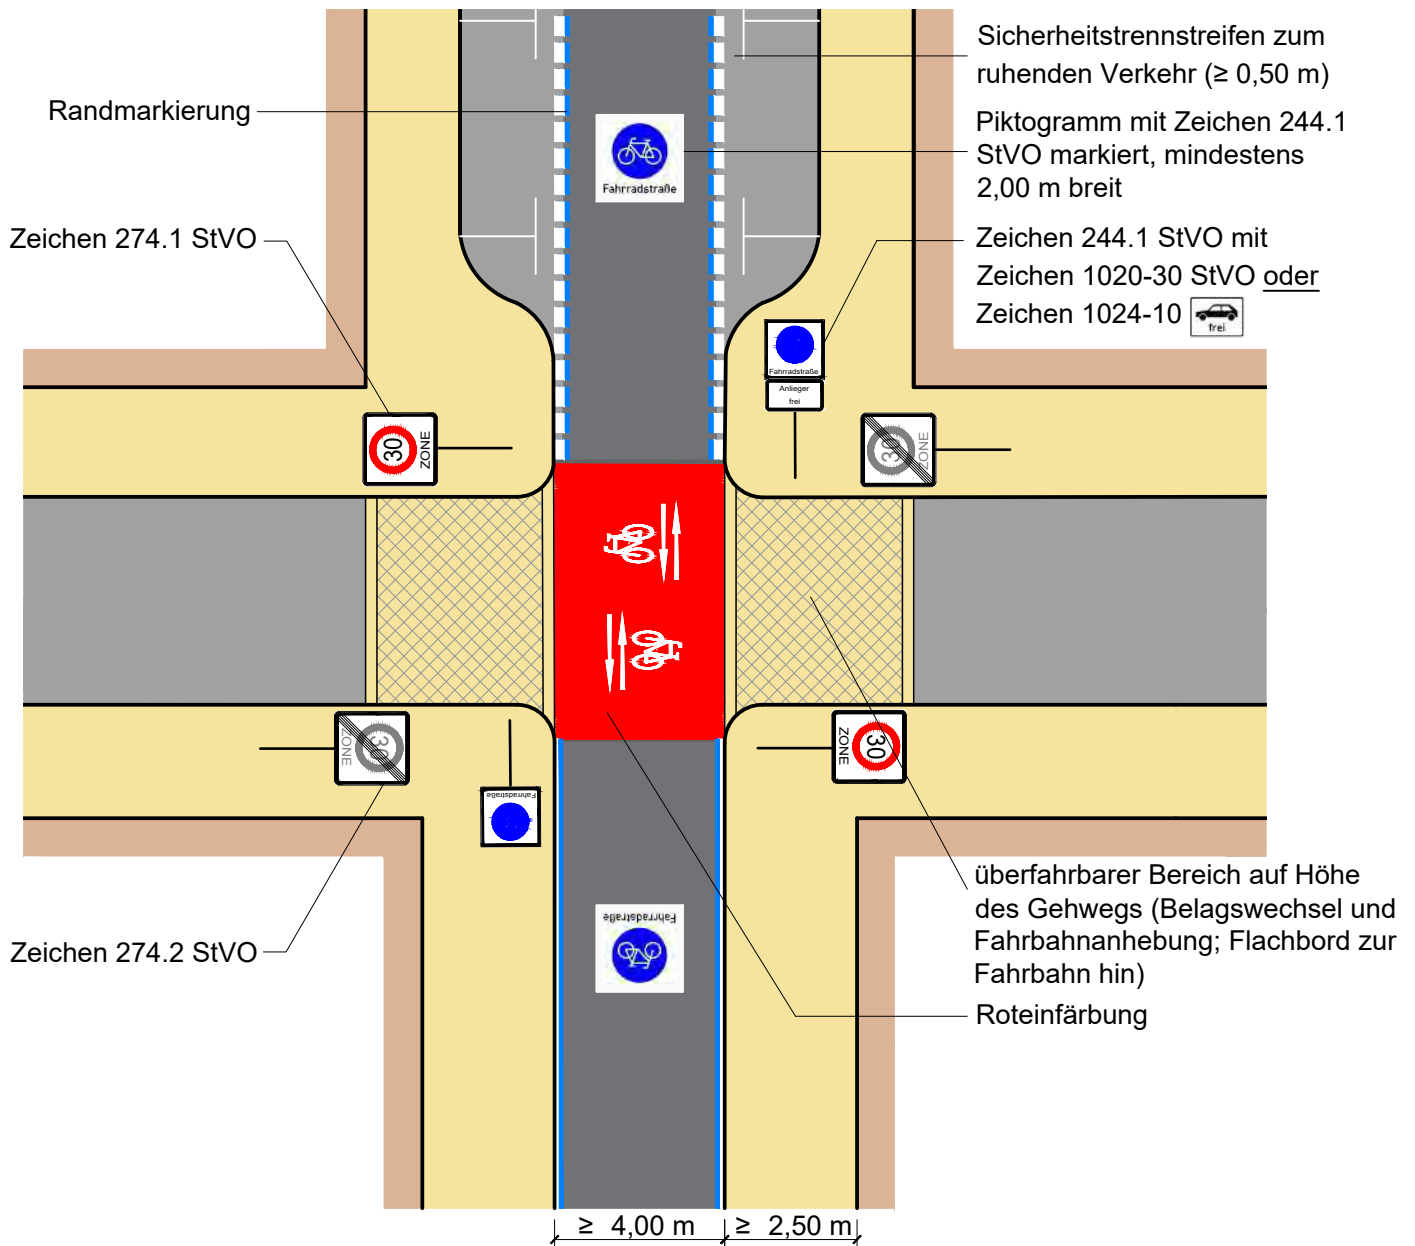 Sicherheitstrennstreifen zum
ruhenden Verkehr (≥ 0,50 m)
Randmarkierung
Piktogramm mit Zeichen 244.1
StVO markiert, mindestens
2,00 m breit
Fahrradstraße
Zeichen 274.1 StVO
Zeichen 244.1 StVO mit
Zeichen 1020-30 StVO oder
Zeichen 1024-10
frei
Fahrradstraße
Anlieger
frei
30
ZONE
30
ZONE
30
ZONE
30
ZONE
Fahrradstraße
Fahrradstraße
Zeichen 274.2 StVO
überfahrbarer Bereich auf Höhe
des Gehwegs (Belagswechsel und
Fahrbahnanhebung; Flachbord zur
Fahrbahn hin)
Roteinfärbung
≥ 4,00 m
≥ 2,50 m